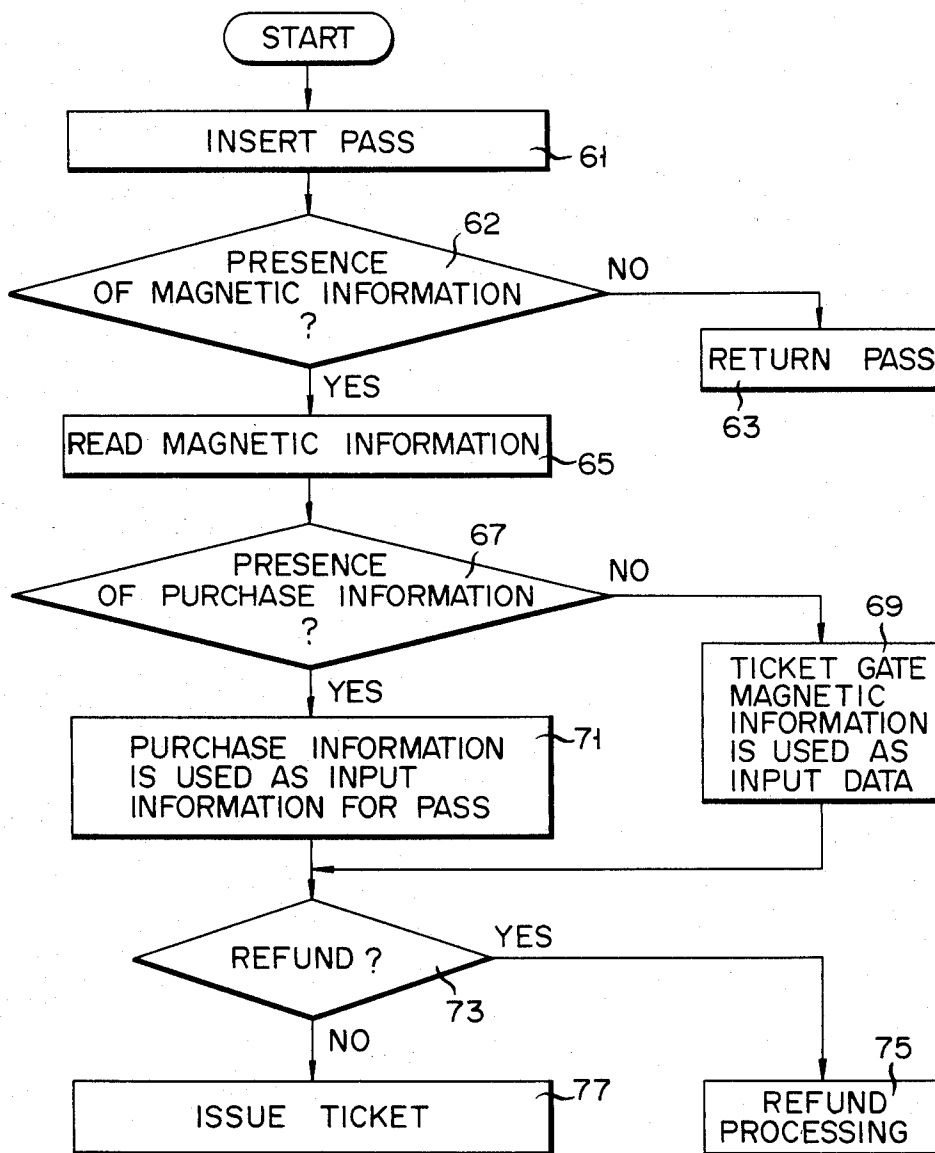 START
INSERT PASS
61
62
PRESENCE
OF MAGNETIC INFORMATION
?
NO
RETURN PASS
63
YES
READ MAGNETIC INFORMATION
65
67
PRESENCE
OF PURCHASE INFORMATION
?
NO
69
TICKET GATE
MAGNETIC
INFORMATION
IS USED AS
INPUT DATA
YES
PURCHASE INFORMATION
IS USED AS INPUT
INFORMATION FOR PASS
71
REFUND ?
YES
73
NO
ISSUE TICKET
77
75
REFUND
PROCESSING